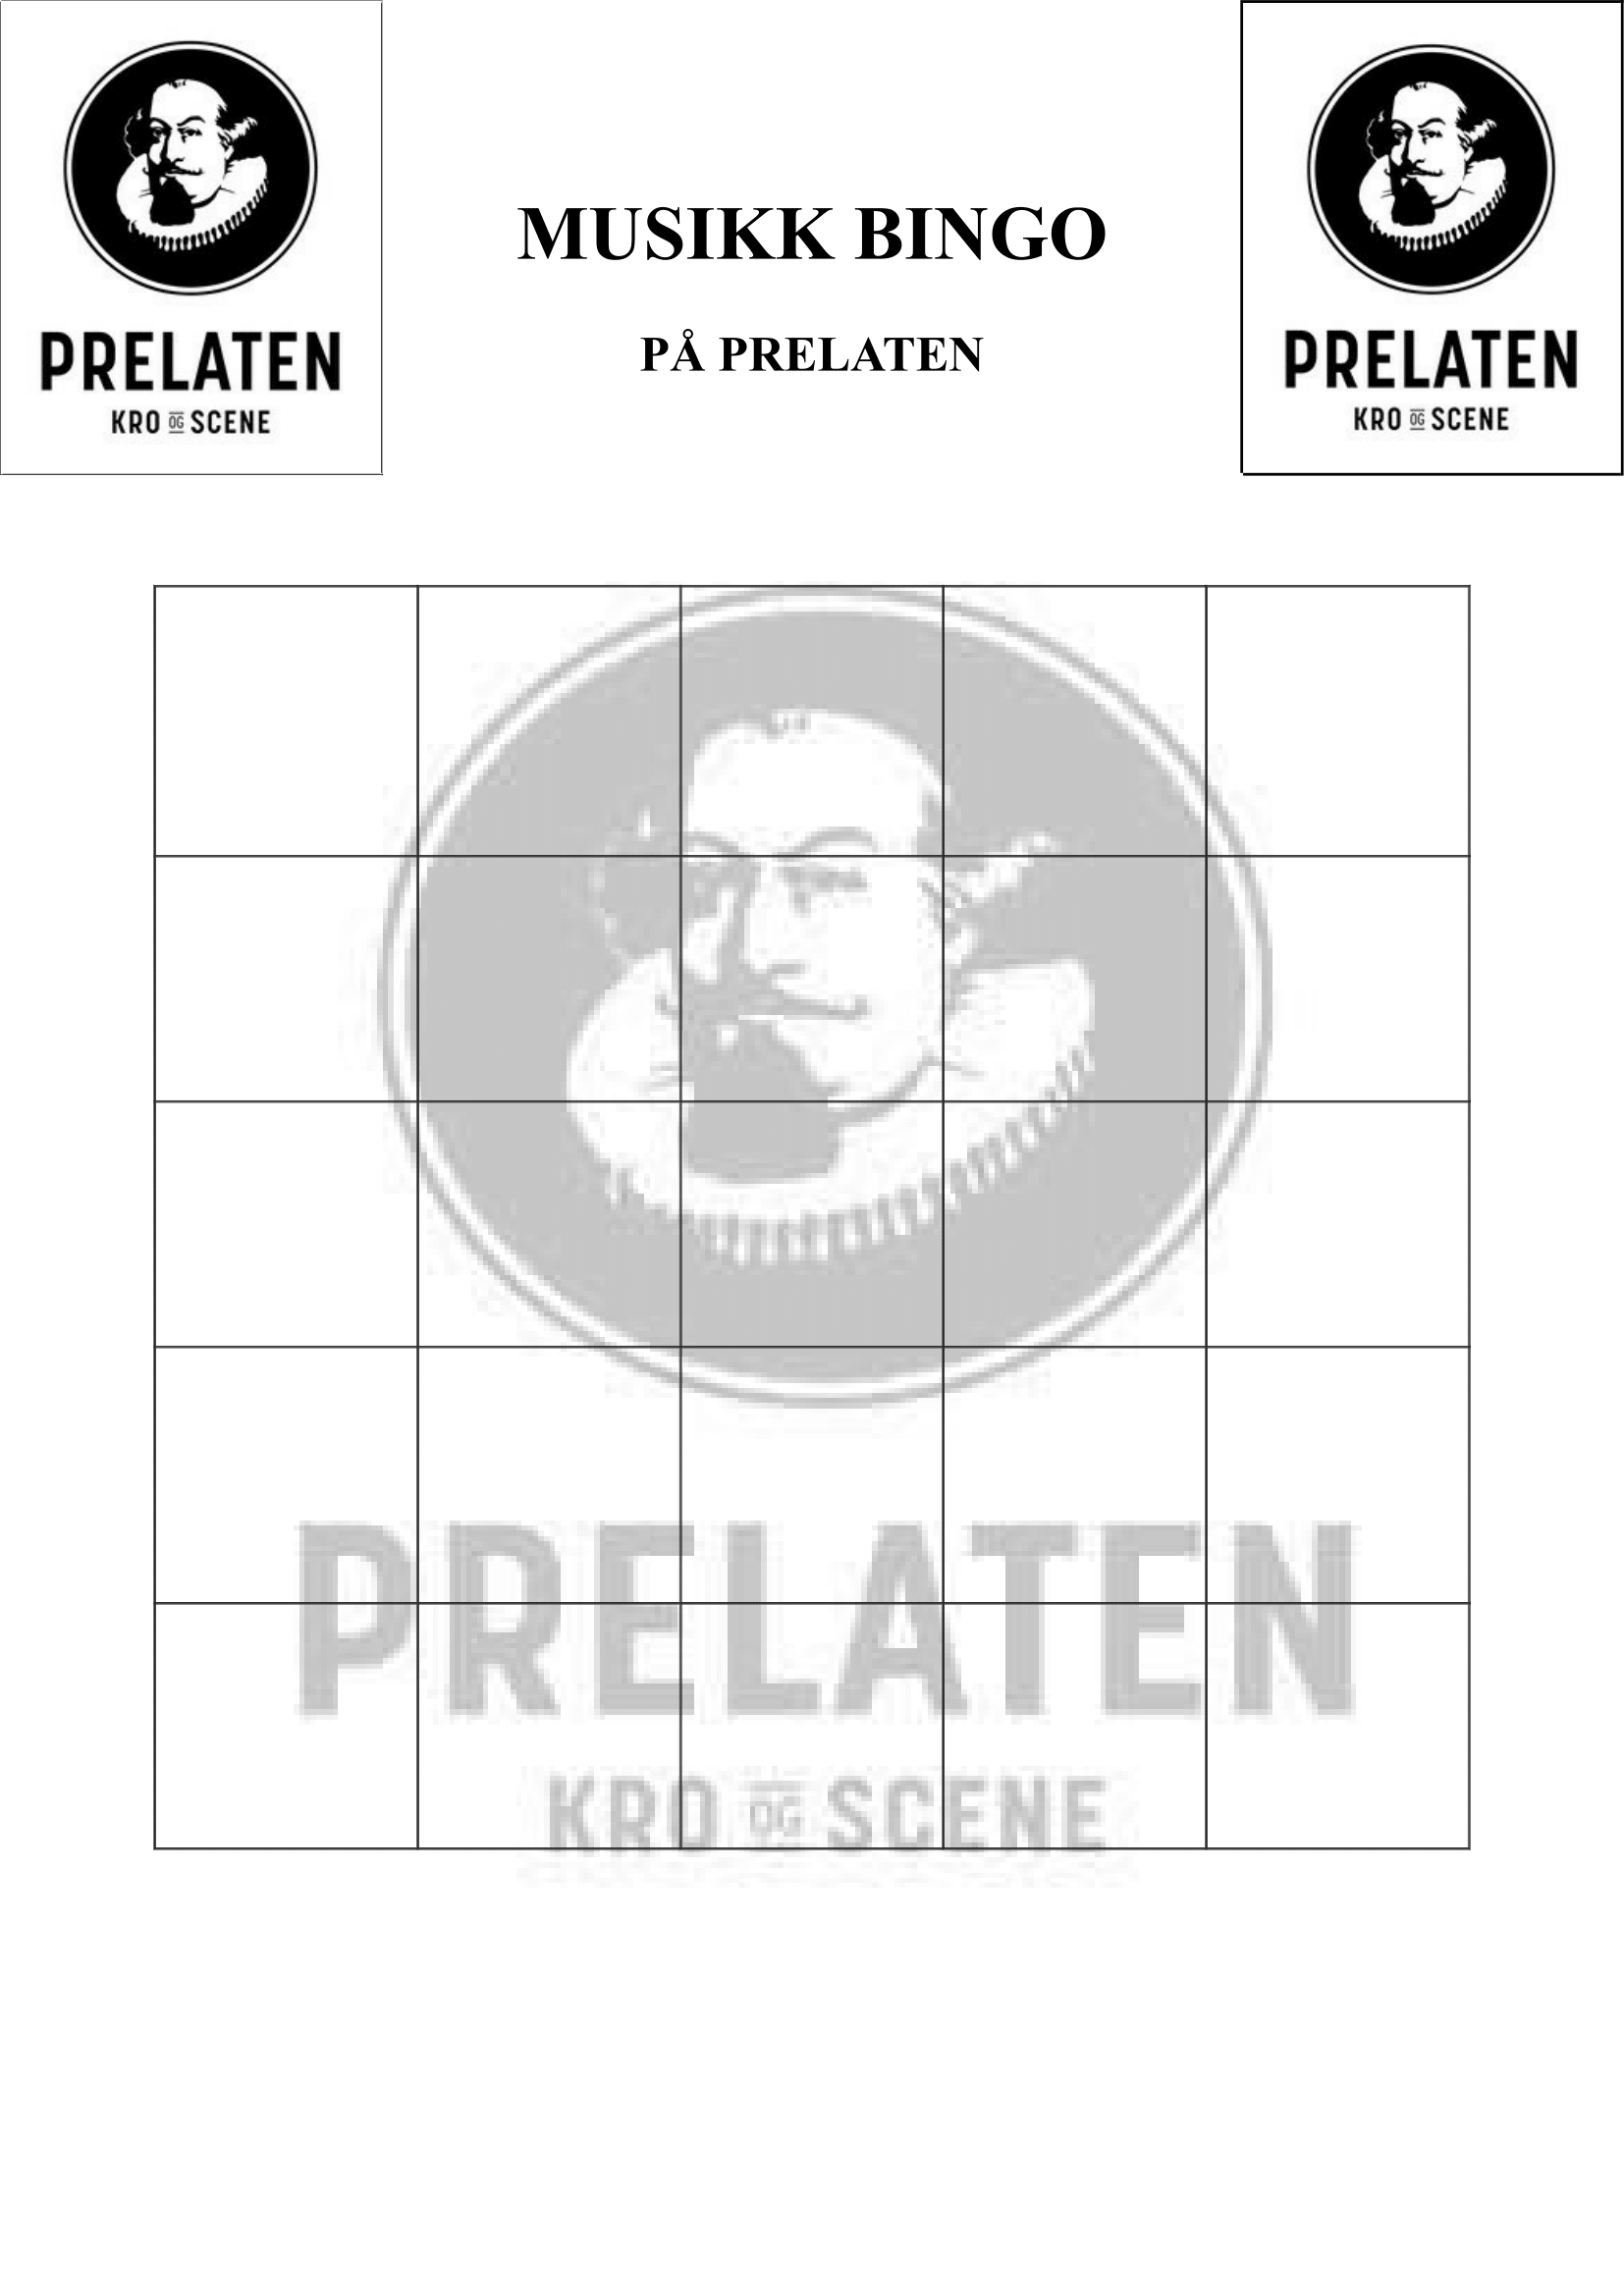 PRELATEN
KRO OG SCENE
MUSIKK BINGO
PÅ PRELATEN
PRELATEN
KRO OG SCENE
PRELATEN
KRO OG SCENE